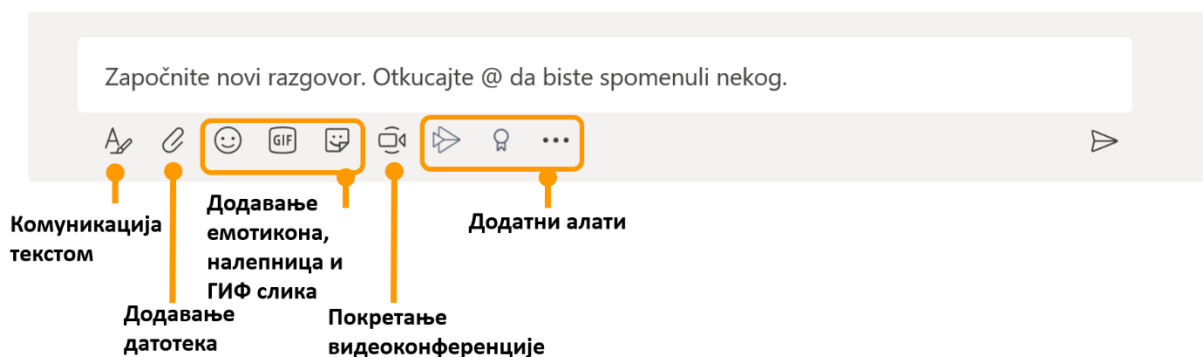 Započnite novi razgovor. Otkucajte @ da biste spomenuli nekog.
GIF
Комуникација
текстом
Додавање
датотека
Додавање
емотикона,
налепница и
ГИФ слика
Покретање
видеоконференције
Додатни алати